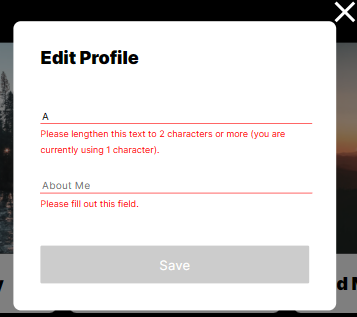 Edit Profile
A
Please lengthen this text to 2 characters or more (you are
currently using 1 character).
About Me
Please fill out this field.
Save